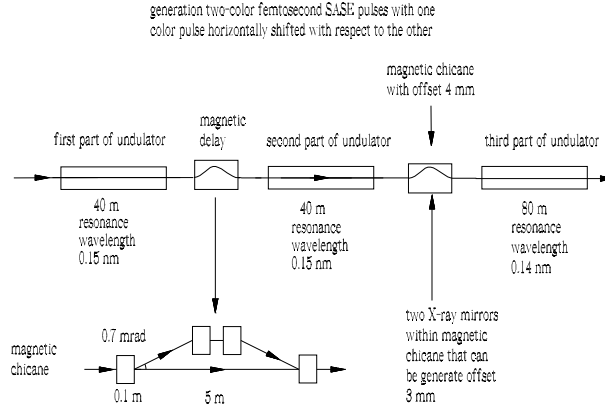 generation two-color femtosecond SASE pulses with one
color pulse horizontally shifted with respect to the other
magnetic chicane
with offset 4 mm
magnetic
delay
first part of undulator
second part of undulator
third part of undulator
40 m
resonance
wavelength
0.15 nm
40 m
resonance
wavelength
0.15 nm
80 m
resonance
wavelength
0.14 nm
two X-ray mirrors
within magnetic
chicane that can
be generate offset
3 mm
0.7 mrad
magnetic
chicane
0.1 m
5 m